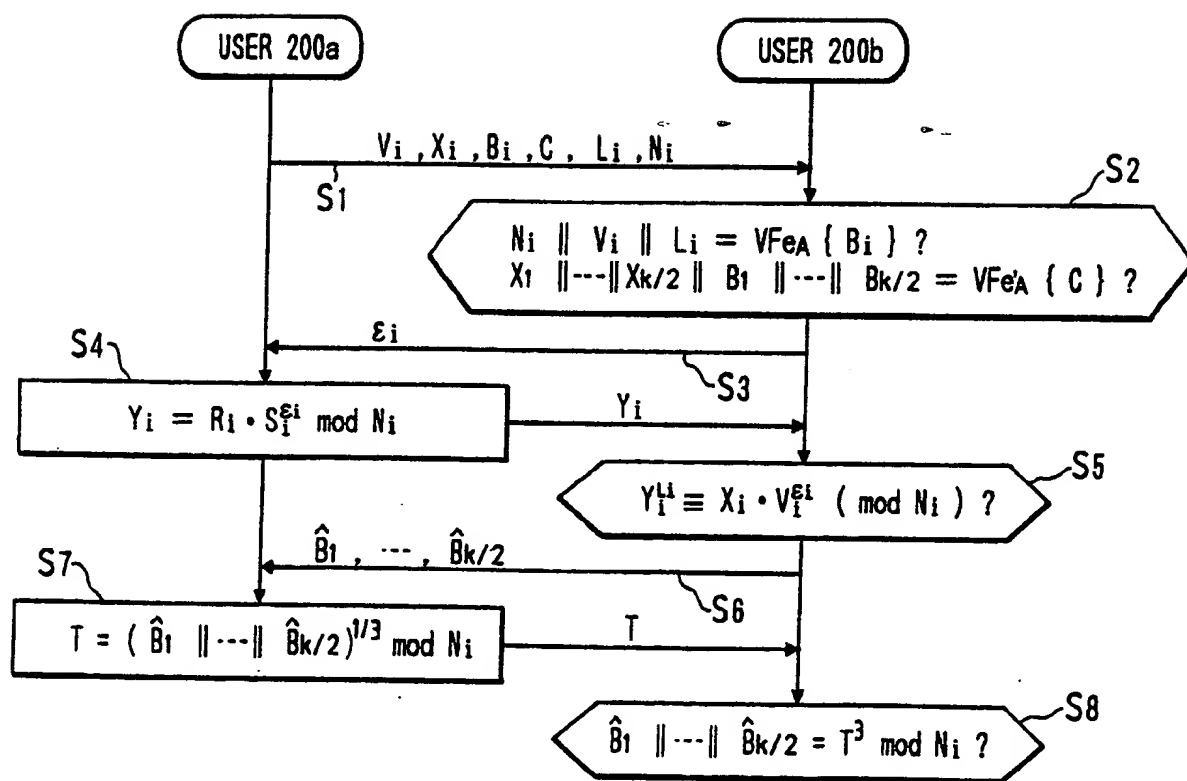 USER 200a
USER 200b
Vi , Xi , Bi , C , Li , Ni
S1
S2
Ni ‖ Vi ‖ Li = VFeA { Bi } ?
X1 ‖---‖ Xk/2 ‖ B1 ‖---‖ Bk/2 = VFe'A { C } ?
εi
S3
S4
Yi = Ri · Si^εi mod Ni
Yi
S5
Yi^Li ≡ Xi · Vi^εi ( mod Ni ) ?
B̂1 , --- , B̂k/2
S6
S7
T = ( B̂1 ‖---‖ B̂k/2 )^1/3 mod Ni
T
S8
B̂1 ‖---‖ B̂k/2 = T^3 mod Ni ?